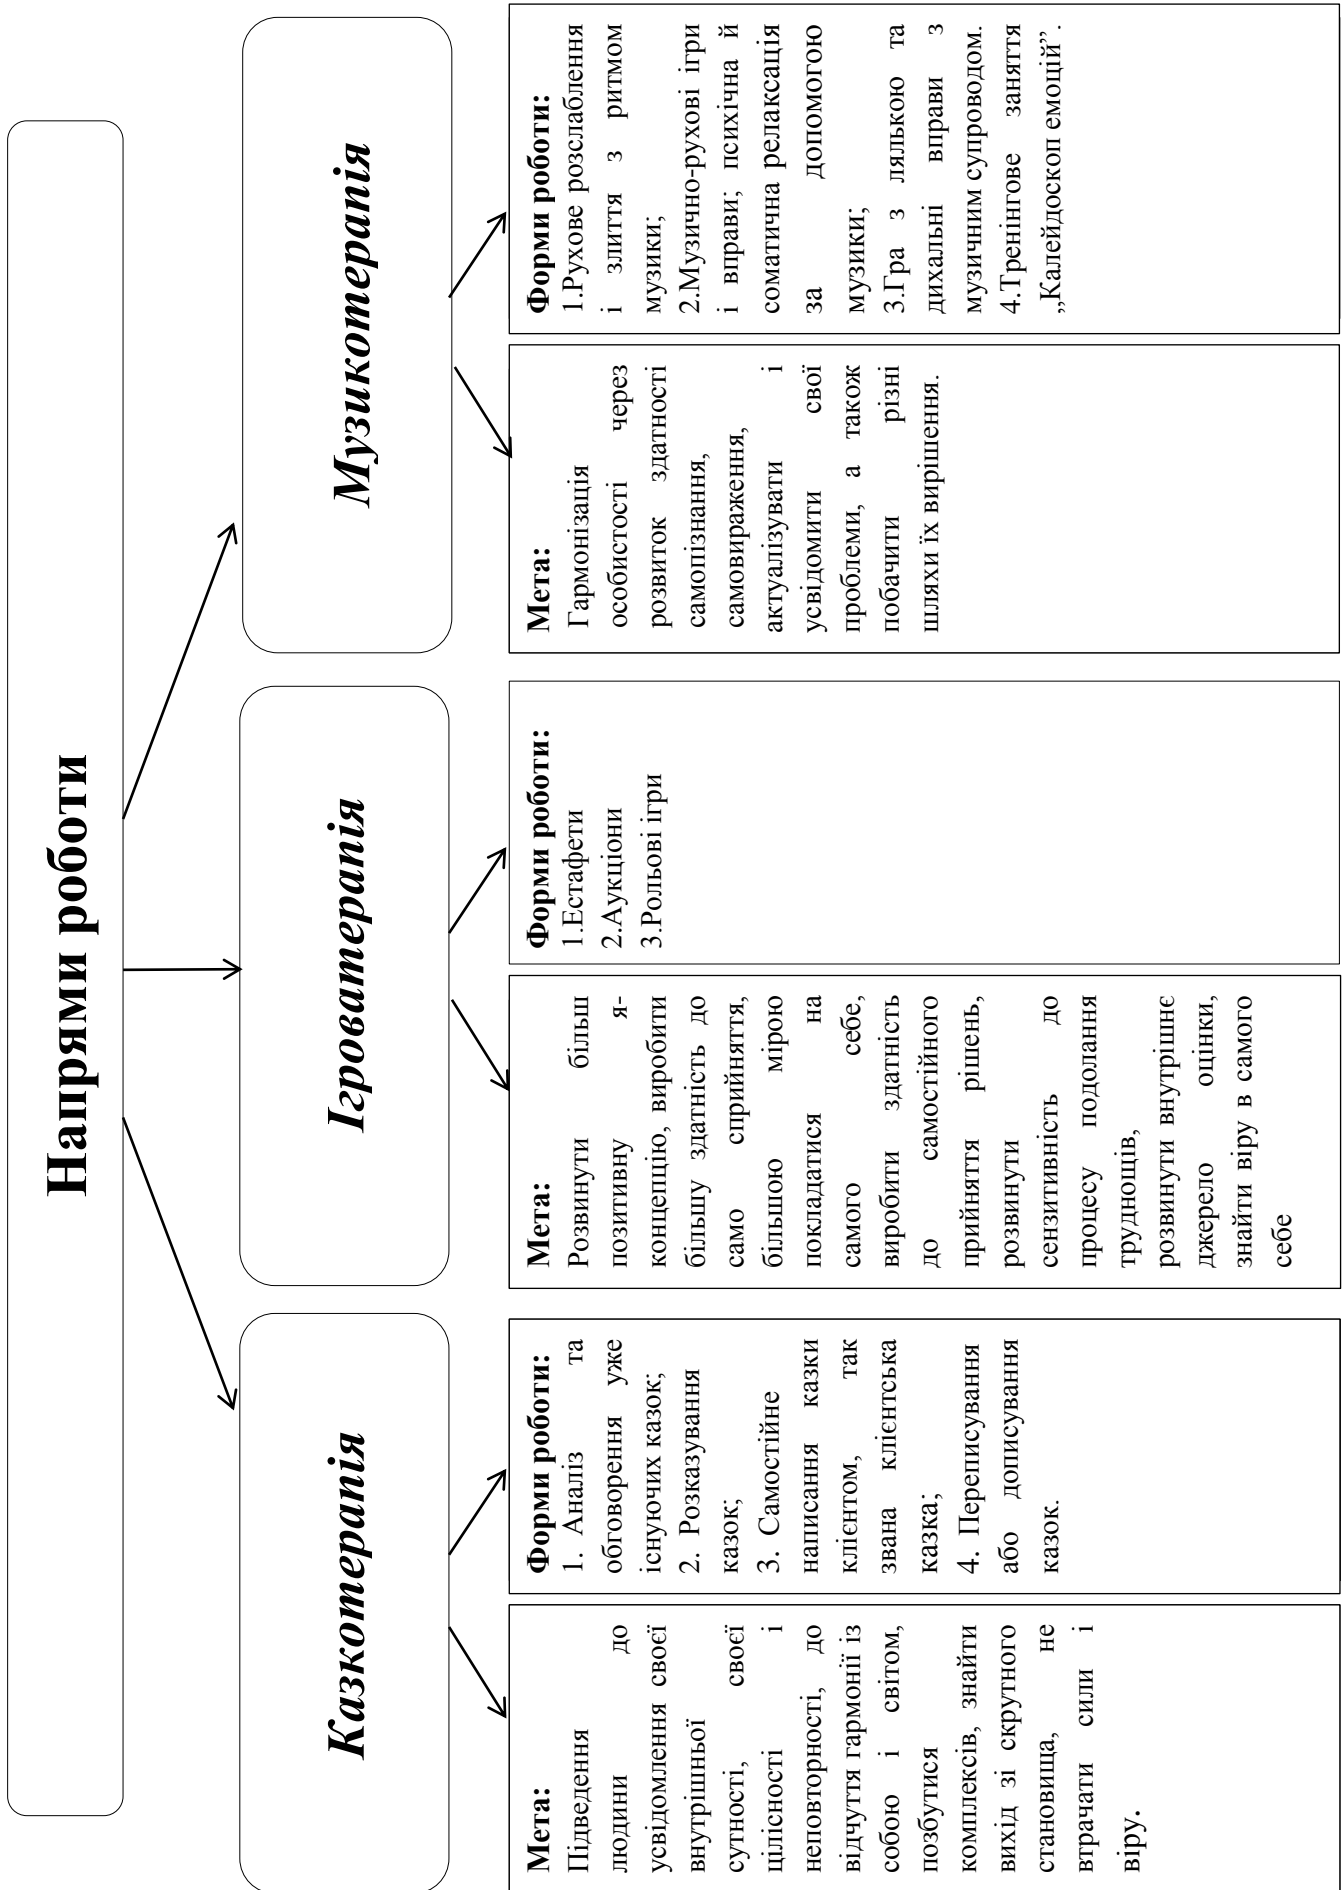 Напрями роботи
Казкотерапія
Мета:
Підведення
людини до
усвідомлення своєї
внутрішньої
сутності, своєї
цілісності і
неповторності, до
відчуття гармонії із
собою і світом,
позбутися
комплексів, знайти
вихід зі скрутного
становища, не
втрачати сили і
віру.
Форми роботи:
1. Аналіз та
обговорення уже
існуючих казок;
2. Розказування
казок;
3. Самостійне
написання казки
клієнтом, так
звана клієнтська
казка;
4. Переписування
або дописування
казок.
Ігрователапія
Мета:
Розвинути більш
позитивну я-
концепцію, виробити
більшу здатність до
само сприйняття,
більшою мірою
покладатися на
самого себе,
виробити здатність
до самостійного
прийняття рішень,
розвинути
сензитивність до
процесу подолання
труднощів,
розвинути внутрішнє
джерело оцінки,
знайти віру в самого
себе
Форми роботи:
1.Естафети
2.Аукціони
3.Рольові ігри
Музикотерапія
Мета:
Гармонізація
особистості через
розвиток здатності
самопізнання,
самовираження,
актуалізувати і
усвідомити свої
проблеми, а також
побачити різні
шляхи їх вирішення.
Форми роботи:
1.Рухове розслаблення
і злиття з ритмом
музики;
2.Музично-рухові ігри
і вправи; психічна й
соматична релаксація
за допомогою
музики;
3.Гра з лялькою та
дихальні вправи з
музичним супроводом.
4.Тренінгове заняття
„Калейдоскоп емоцій”.